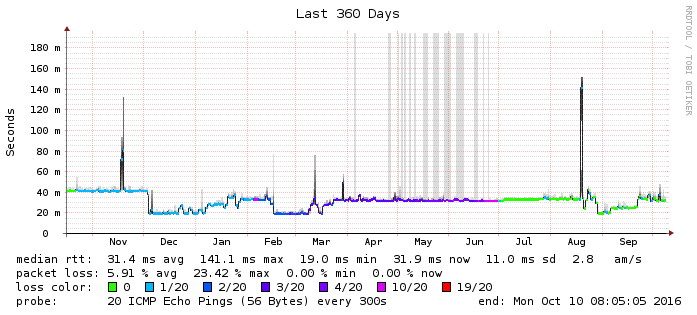 Last 360 Days
RRDTOOL / TOBI OETIKER
Seconds
180 m
160 m
140 m
120 m
100 m
80 m
60 m
40 m
20 m
0
Nov Dec Jan Feb Mar Apr May Jun Jul Aug Sep
median rtt: 31.4 ms avg 141.1 ms max 19.0 ms min 31.9 ms now 11.0 ms sd 2.8 am/s
packet loss: 5.91 % avg 23.42 % max 0.00 % min 0.00 % now
loss color: 0 1/20 2/20 3/20 4/20 10/20 19/20
probe: 20 ICMP Echo Pings (56 Bytes) every 300s end: Mon Oct 10 08:05:05 2016